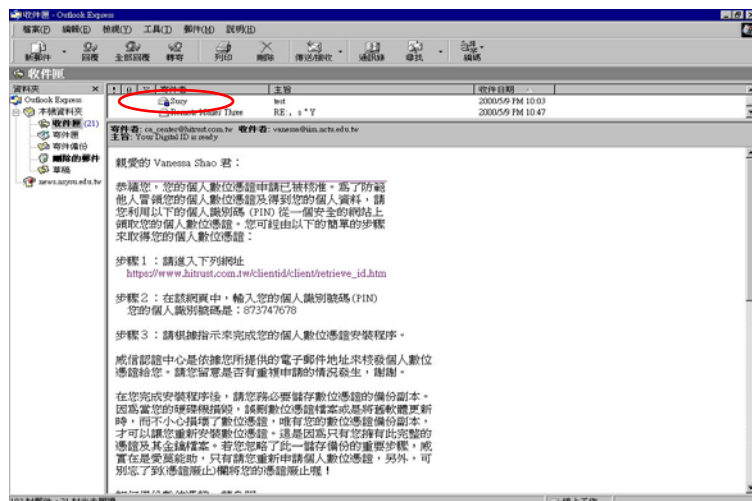 收件匣 - Outlook Express
檔案(F) 編輯(E) 檢視(V) 工具(T) 郵件(M) 說明(H)
新郵件 回覆 全部回覆 轉寄 列印 刪除 傳送/接收 通訊錄 尋找 編碼
收件匣
資料夾 × ! 寄件者 主旨 收件日期
Outlook Express Suzy test 2000/5/9 PM 10:03
本機資料夾 Three RE: 2000/5/9 PM 10:47
收件匣 (21)
寄件匣
寄件備份
刪除的郵件
草稿
news.asysu.edu.tw
寄件者: ca_center@hitrust.com.tw 收件者: vanessa@sim.nctu.edu.tw
主旨: Your Digital ID is ready
親愛的 Vanessa Shao 君：
恭禧您，您的個人數位憑證申請已被核准。為了防範
他人冒領您的個人數位憑證及得到您的個人資料，請
您利用以下的個人識別碼 (PIN) 從一個安全的網站上
領取您的個人數位憑證。您可經由以下的簡單的步驟
來取得您的個人數位憑證：
步驟 1 ：請進入下列網址
https://www.hitrust.com.tw/clientid/client/retrieve_id.htm
步驟 2 ：在該網頁中，輸入您的個人識別號碼 (PIN)
您的個人識別號碼是：873747678
步驟 3 ：請根據指示來完成您的個人數位憑證安裝程序。
威信認證中心是依據您所提供的電子郵件地址來核發個人數位
憑證給您。請您留意是否有重複申請的情況發生，謝謝。
在您完成安裝程序後，請您務必要儲存數位憑證的備份副本。
因為當您的硬碟機損毀，誤刪數位憑證檔案或是將舊軟體更新
時，而不小心損壞了數位憑證，唯有您的數位憑證備份副本，
才可以讓您重新安裝數位憑證。這是因為只有您擁有此完整的
憑證及其金鑰檔案。若您忽略了此一儲存備份的重要步驟，威
實在是愛莫能助，只有請您重新申請個人數位憑證，另外，可
別忘了到(憑證廢止)欄將您的憑證廢止喔！